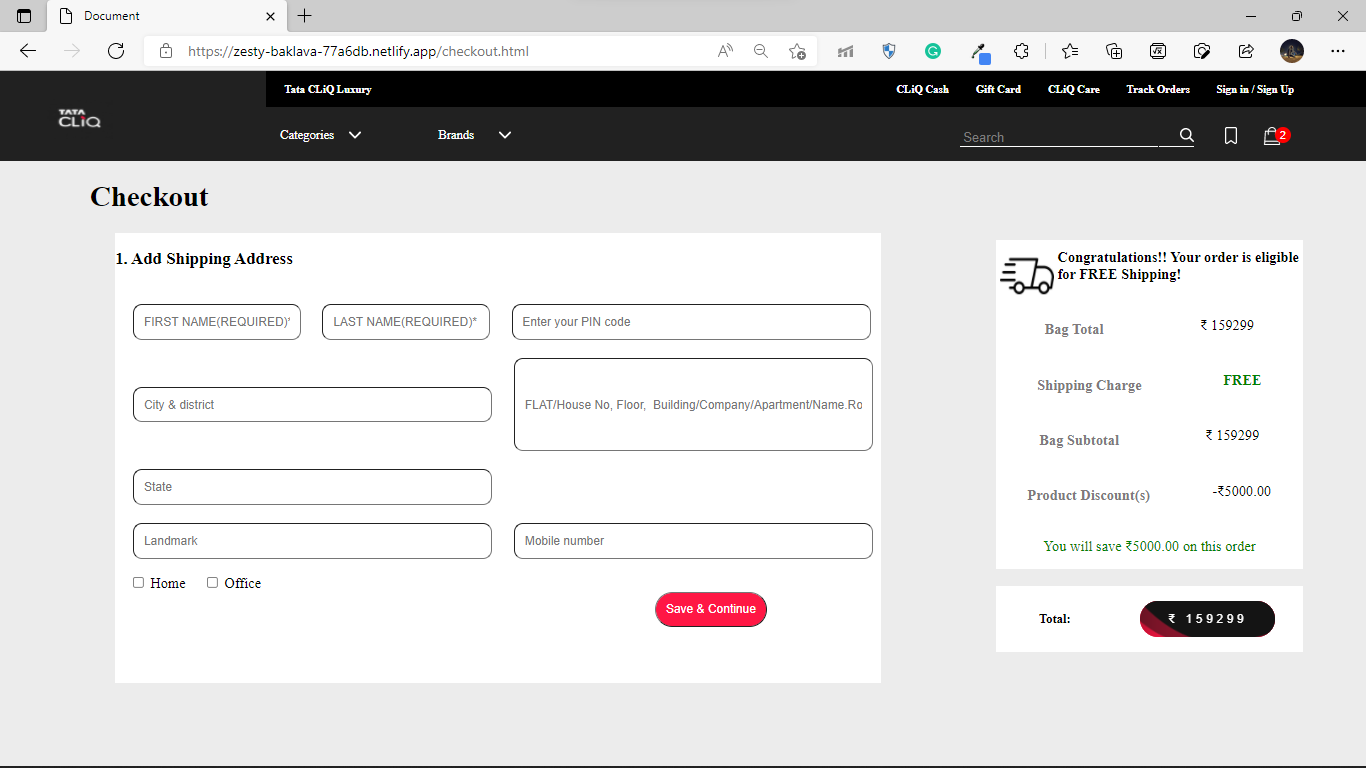 Document
https://zesty-baklava-77a6db.netlify.app/checkout.html
Tata CLiQ Luxury
CLiQ Cash
Gift Card
CLiQ Care
Track Orders
Sign in / Sign Up
TATA
CLiQ
Categories
Brands
Search
2
Checkout
1. Add Shipping Address
FIRST NAME(REQUIRED)*
LAST NAME(REQUIRED)*
Enter your PIN code
City & district
FLAT/House No, Floor,  Building/Company/Apartment/Name.Ro
State
Landmark
Mobile number
Home
Office
Save & Continue
Congratulations!! Your order is eligible
for FREE Shipping!
Bag Total
₹ 159299
Shipping Charge
FREE
Bag Subtotal
₹ 159299
Product Discount(s)
-₹5000.00
You will save ₹5000.00 on this order
Total:
₹ 159299